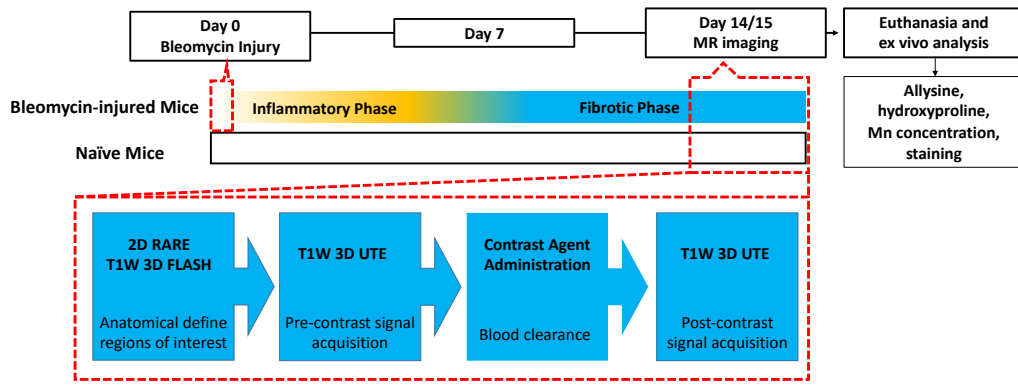 Day 0
Bleomycin Injury
Day 7
Day 14/15
MR imaging
Euthanasia and
ex vivo analysis
Bleomycin-injured Mice
Inflammatory Phase
Fibrotic Phase
Allysine,
hydroxyproline,
Mn concentration,
staining
Naïve Mice
2D RARE
T1W 3D FLASH
Anatomical define
regions of interest
T1W 3D UTE
Pre-contrast signal
acquisition
Contrast Agent
Administration
Blood clearance
T1W 3D UTE
Post-contrast
signal acquisition